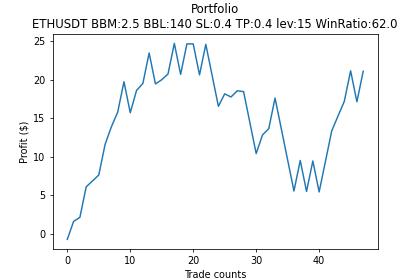 Portfolio
ETHUSDT BBM:2.5 BBL:140 SL:0.4 TP:0.4 lev:15 WinRatio:62.0
25
20
15
10
5
0
Profit ($)
0 10 20 30 40
Trade counts